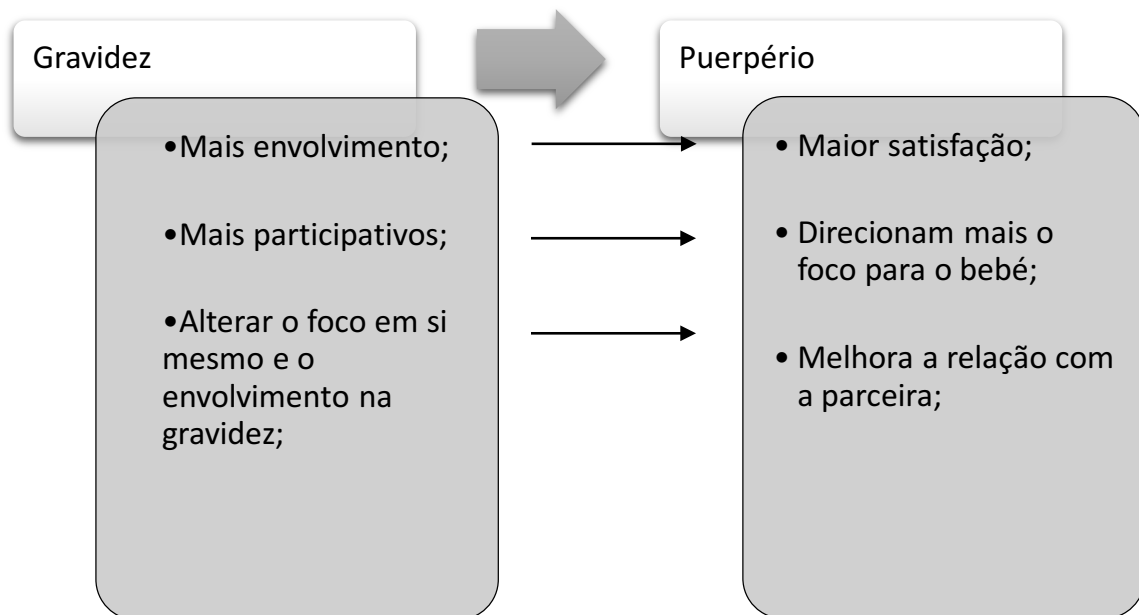 Gravidez
•Mais envolvimento;
•Mais participativos;
•Alterar o foco em si
mesmo e o
envolvimento na
gravidez;
Puerpério
• Maior satisfação;
• Direcionam mais o
foco para o bebé;
• Melhora a relação com
a parceira;